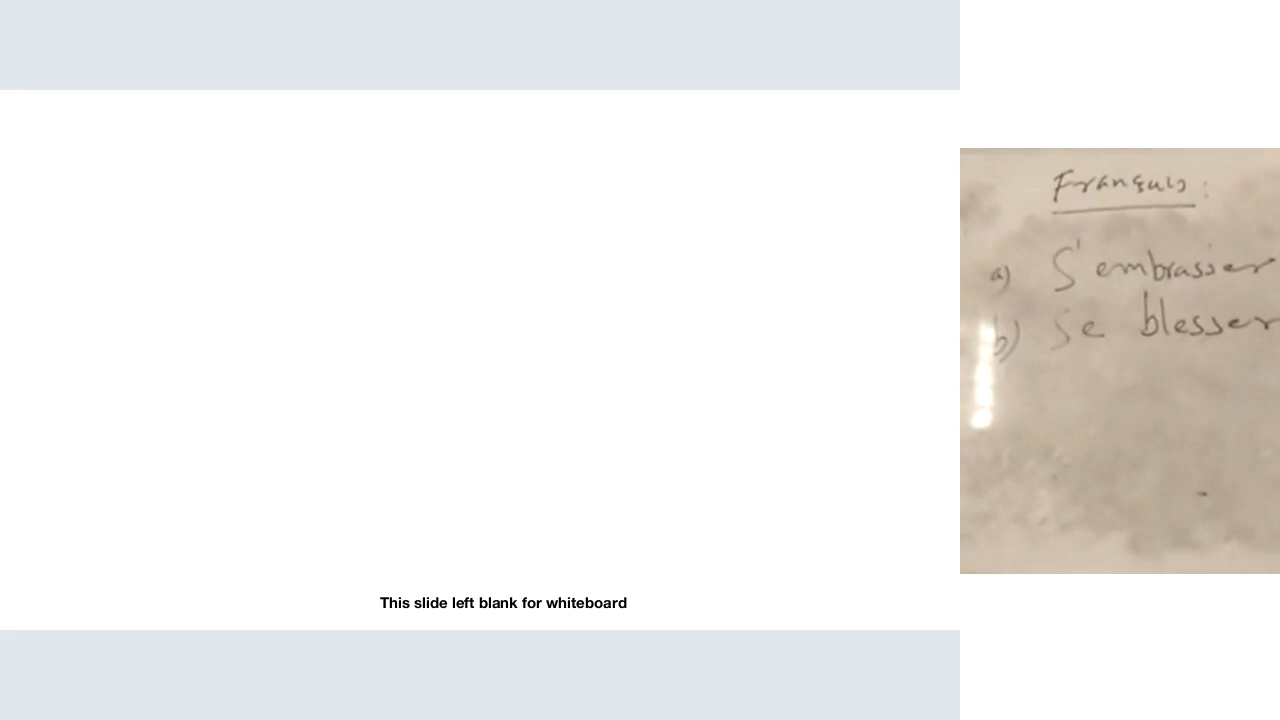 Français :
a) S'embrasser
b) Se blesser
This slide left blank for whiteboard